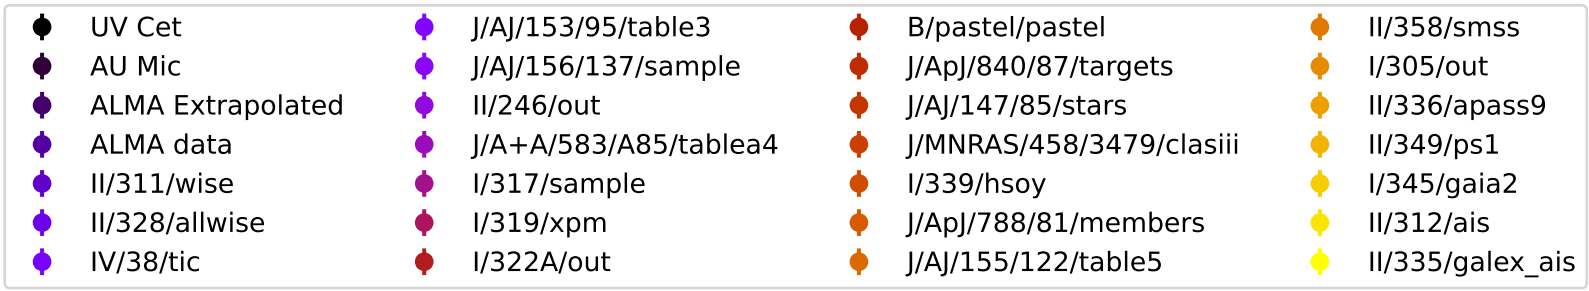 UV Cet
AU Mic
ALMA Extrapolated
ALMA data
II/311/wise
II/328/allwise
IV/38/tic
J/AJ/153/95/table3
J/AJ/156/137/sample
II/246/out
J/A+A/583/A85/tablea4
I/317/sample
I/319/xpm
I/322A/out
B/pastel/pastel
J/ApJ/840/87/targets
J/AJ/147/85/stars
J/MNRAS/458/3479/clasiii
I/339/hsoy
J/ApJ/788/81/members
J/AJ/155/122/table5
II/358/smss
I/305/out
II/336/apass9
II/349/ps1
I/345/gaia2
II/312/ais
II/335/galex_ais